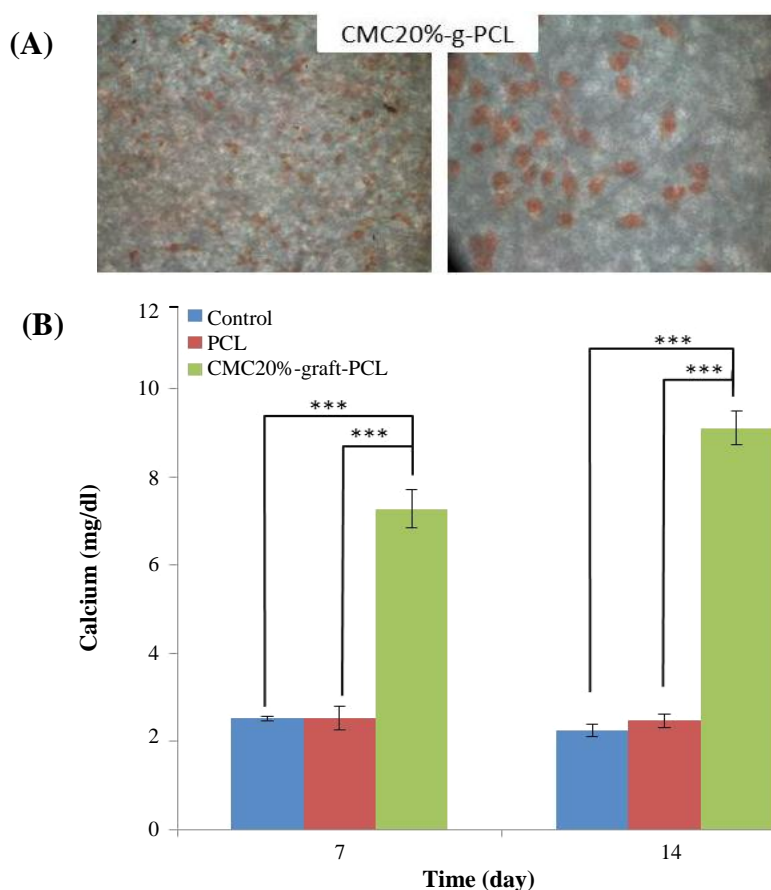 (A)
CMC20%-g-PCL
(B)
Control
PCL
CMC20%-graft-PCL
12
10
8
6
4
2
0
Calcium (mg/dl)
***
***
***
***
7
14
Time (day)